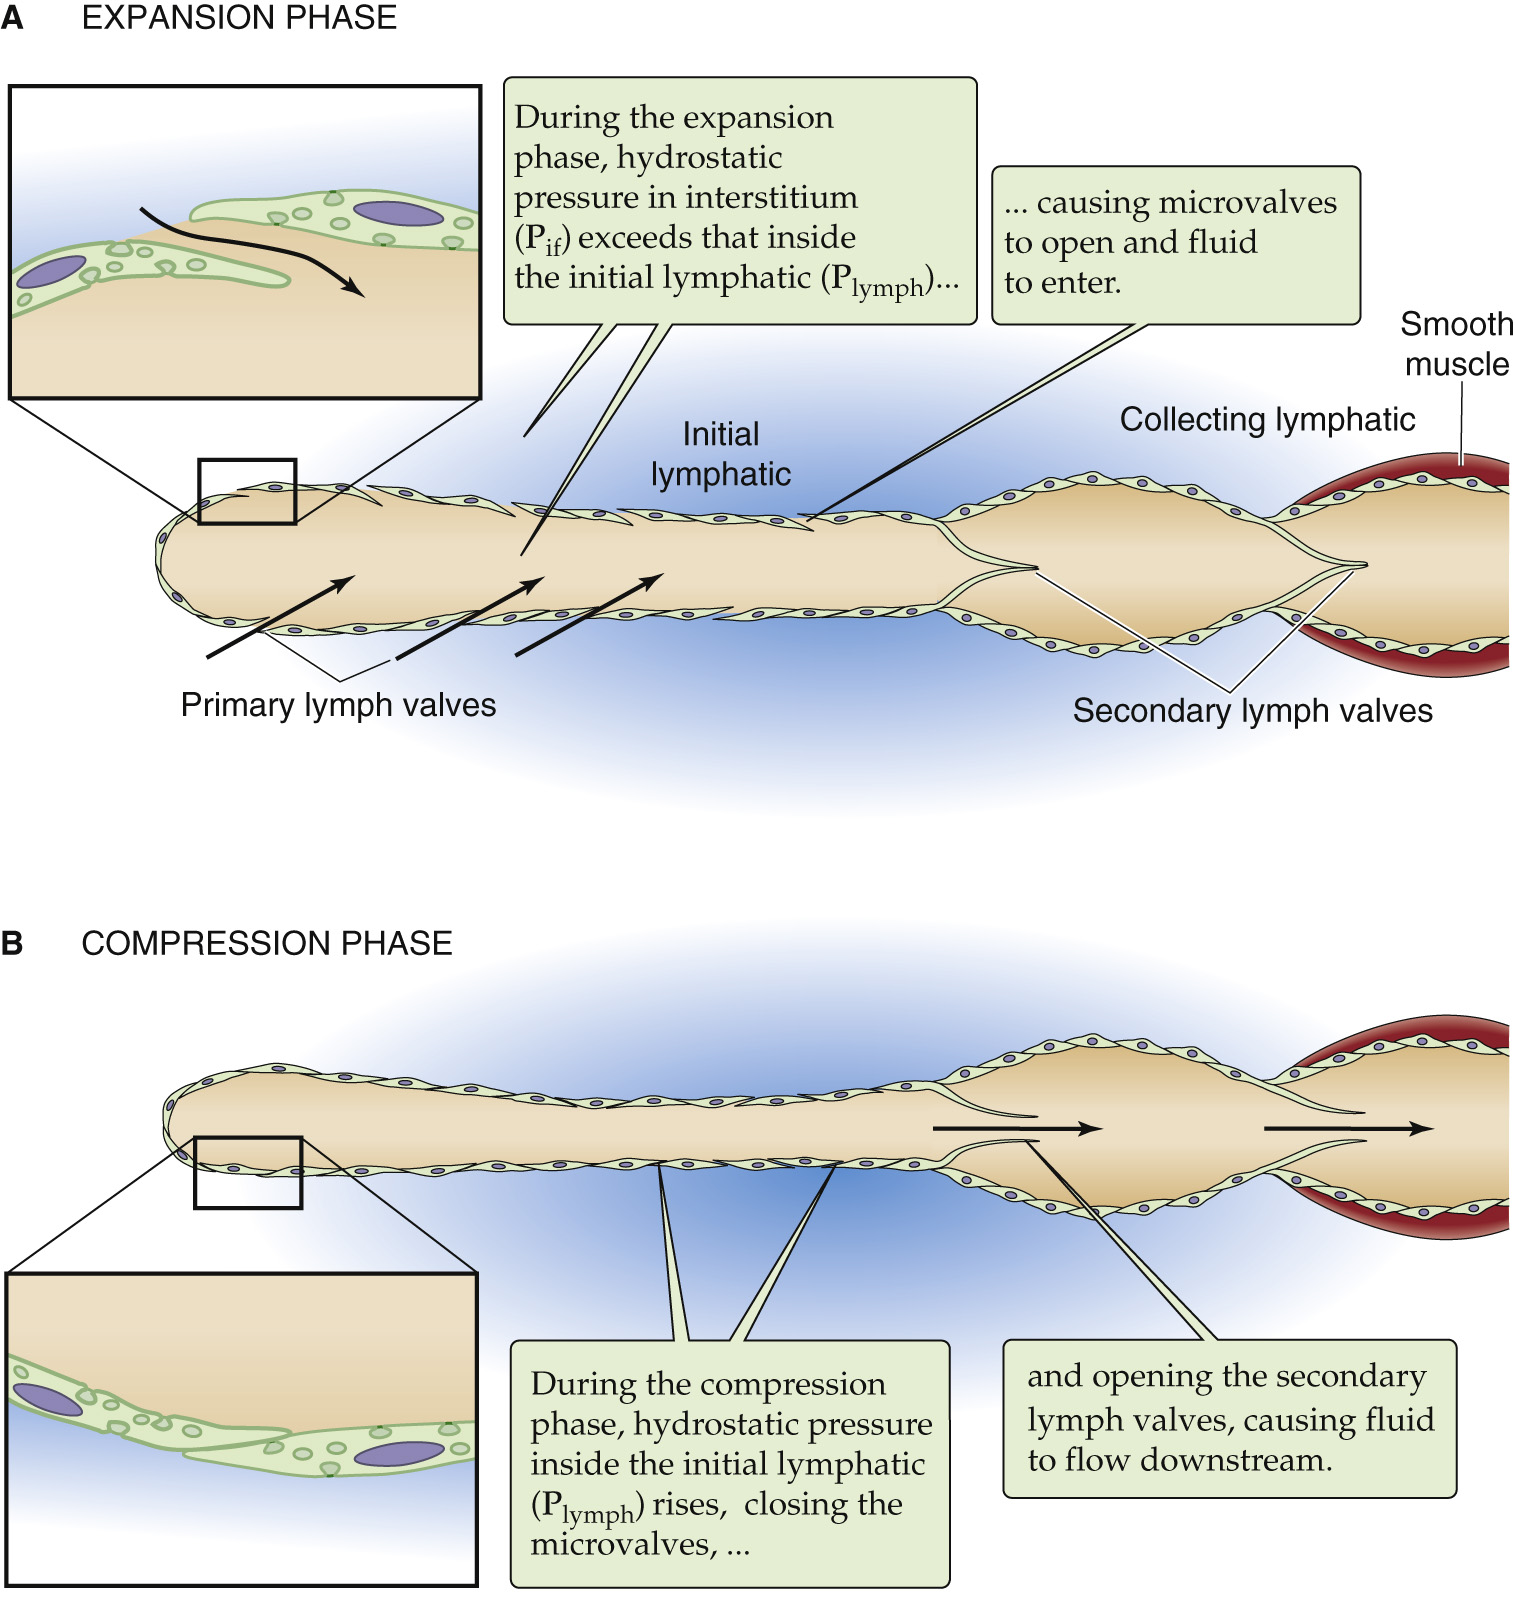 A EXPANSION PHASE
During the expansion
phase, hydrostatic
pressure in interstitium
(Pif) exceeds that inside
the initial lymphatic (Plymph)...
... causing microvalves
to open and fluid
to enter.
Smooth
muscle
Collecting lymphatic
Initial
lymphatic
Primary lymph valves
Secondary lymph valves
B COMPRESSION PHASE
During the compression
phase, hydrostatic pressure
inside the initial lymphatic
(Plymph) rises, closing the
microvalves, ...
and opening the secondary
lymph valves, causing fluid
to flow downstream.